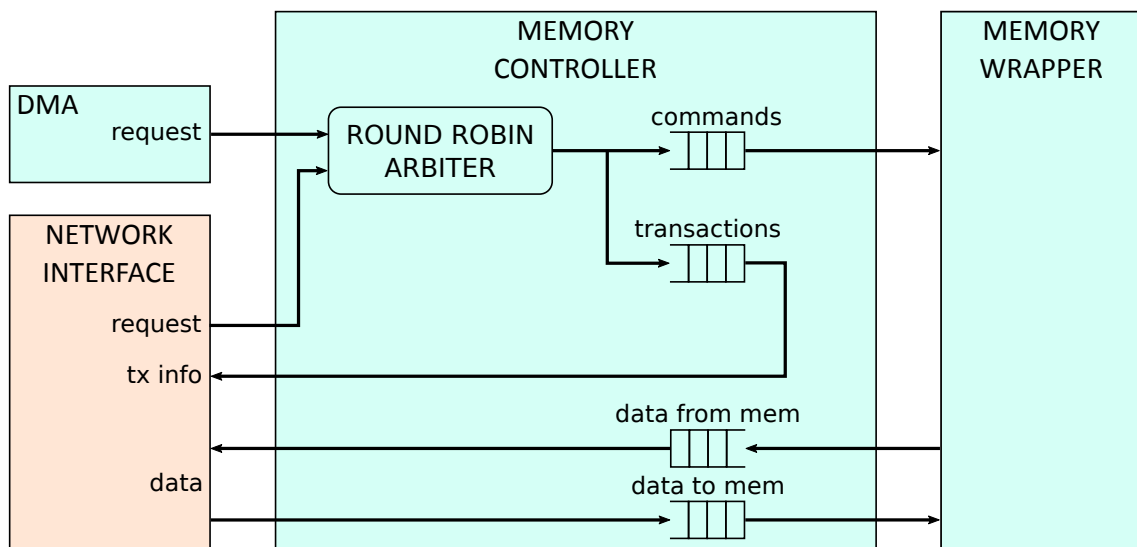 MEMORY
CONTROLLER
MEMORY
WRAPPER
DMA
request
ROUND ROBIN
ARBITER
commands
transactions
NETWORK
INTERFACE
request
tx info
data from mem
data
data to mem